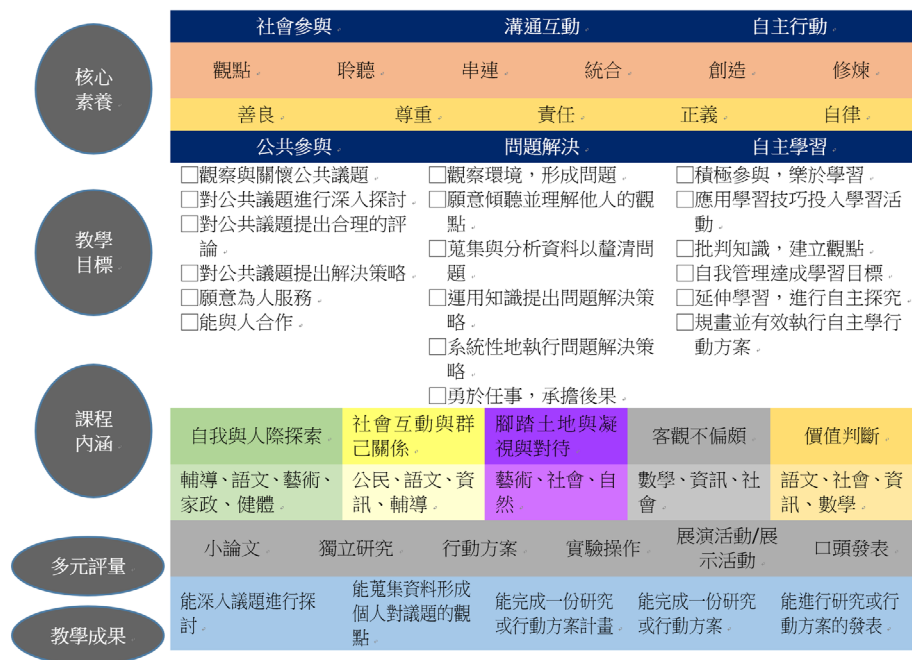 核心
素養
社會參與 溝通互動 自主行動
觀點 聆聽 串連 統合 創造 修煉
善良 尊重 責任 正義 自律
教學
目標
公共參與 問題解決 自主學習
□觀察與關懷公共議題
□對公共議題進行深入探討
□對公共議題提出合理的評
論
□對公共議題提出解決策略
□願意為人服務
□能與人合作
□觀察環境，形成問題
□願意傾聽並理解他人的觀
點
□蒐集與分析資料以釐清問
題
□運用知識提出問題解決策
略
□系統性地執行問題解決策
略
□勇於任事，承擔後果
□積極參與，樂於學習
□應用學習技巧投入學習活
動
□批判知識，建立觀點
□自我管理達成學習目標
□延伸學習，進行自主探究
□規畫並有效執行自主學行
動方案
課程
內涵
自我與人際探索
社會互動與群
己關係
腳踏土地與凝
視與對待
客觀不偏頗
價值判斷
輔導、語文、藝術、
家政、健體
公民、語文、資
訊、輔導
藝術、社會、自
然
數學、資訊、社
會
語文、社會、資
訊、數學
多元評量
小論文
獨立研究
行動方案
實驗操作
展演活動/展
示活動
口頭發表
教學成果
能深入議題進行探
討
能蒐集資料形成
個人對議題的觀
點
能完成一份研究
或行動方案計畫
能完成一份研究
或行動方案
能進行研究或行
動方案的發表